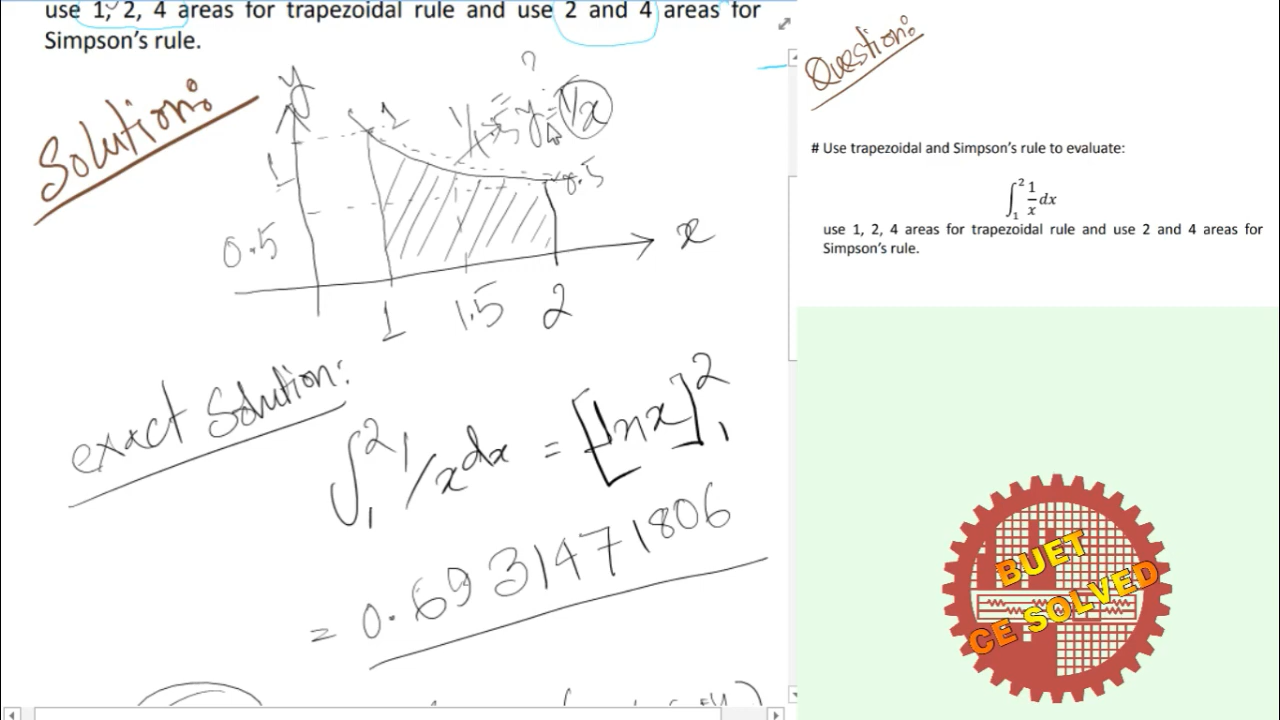 use 1, 2, 4 areas for trapezoidal rule and use 2 and 4 areas for
Simpson's rule.
Solution:
y
?
1
y = 1/x
1
0.5
0.5
x
1 1.5 2
exact Solution:
∫₁² 1/x dx = [ln x]₁²
= 0.6931471806
Question:
# Use trapezoidal and Simpson's rule to evaluate:
∫₁² 1/x dx
use 1, 2, 4 areas for trapezoidal rule and use 2 and 4 areas for
Simpson's rule.
BUET
CE SOLVED